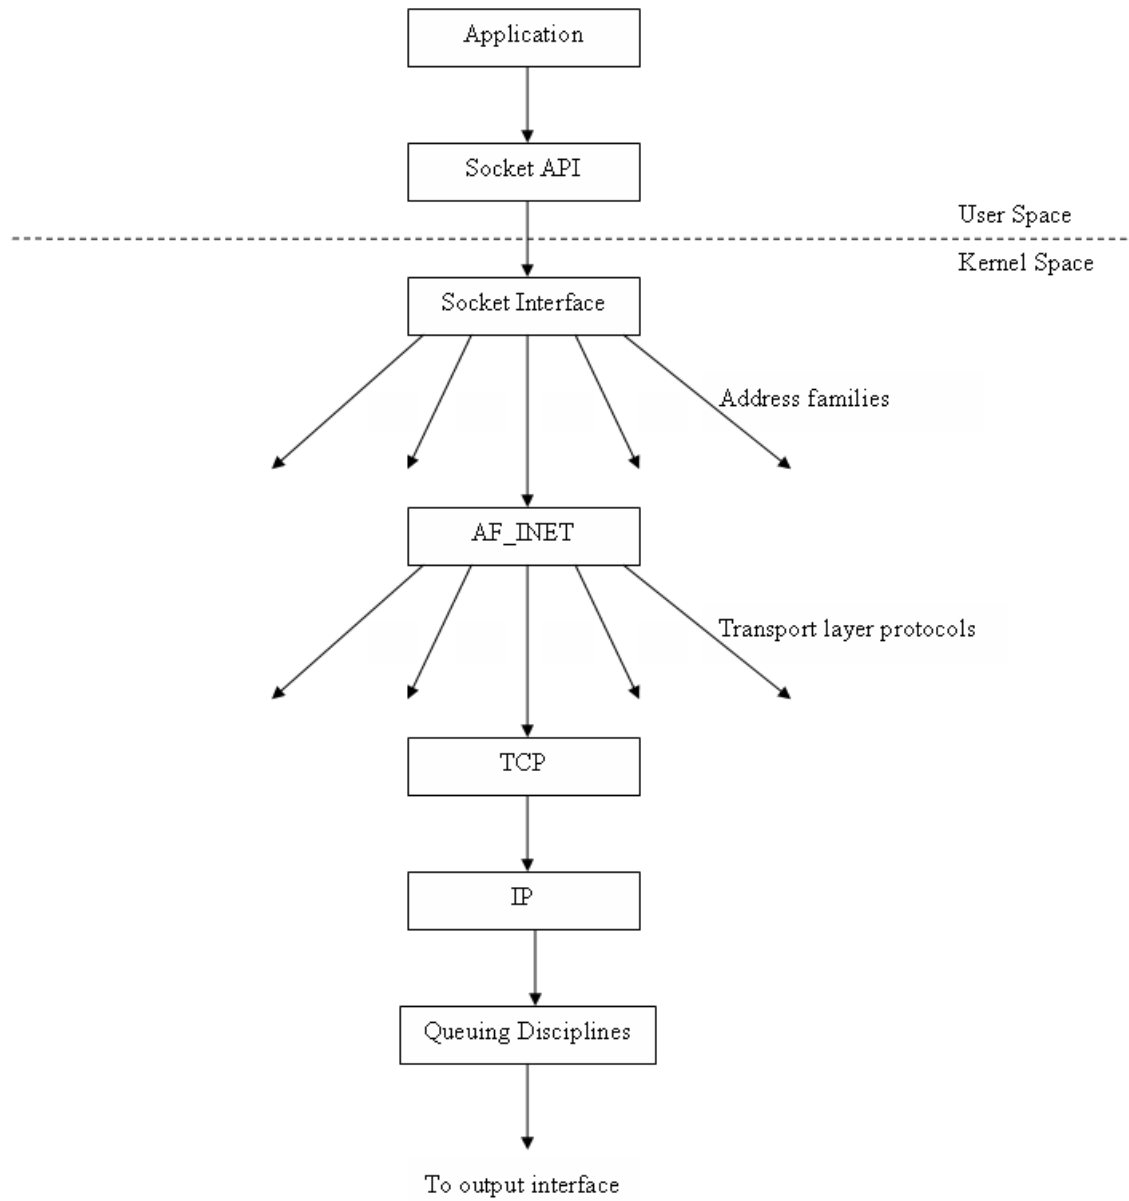 Application
Socket API
User Space
Kernel Space
Socket Interface
Address families
AF_INET
Transport layer protocols
TCP
IP
Queuing Disciplines
To output interface